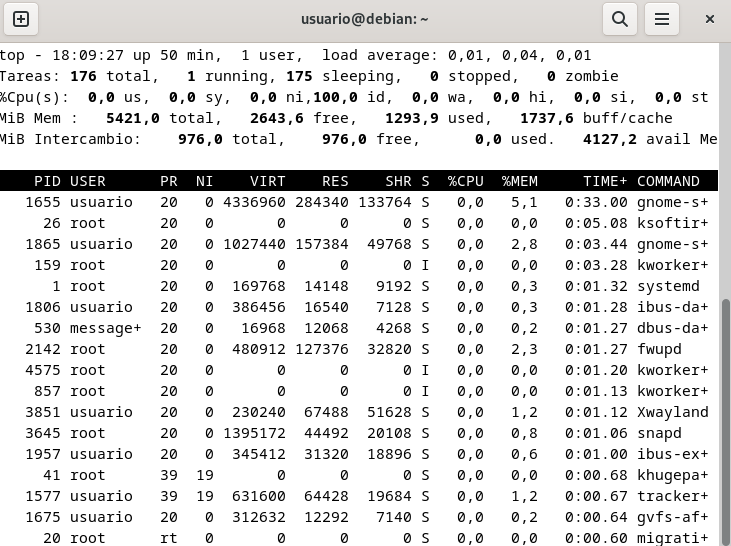 usuario@debian: ~
top - 18:09:27 up 50 min,  1 user,  load average: 0,01, 0,04, 0,01
Tareas: 176 total,   1 running, 175 sleeping,   0 stopped,   0 zombie
%Cpu(s):  0,0 us,  0,0 sy,  0,0 ni,100,0 id,  0,0 wa,  0,0 hi,  0,0 si,  0,0 st
MiB Mem :   5421,0 total,   2643,6 free,   1293,9 used,   1737,6 buff/cache
MiB Intercambio:    976,0 total,    976,0 free,      0,0 used.   4127,2 avail Me
PID USER      PR  NI    VIRT    RES    SHR S  %CPU  %MEM     TIME+ COMMAND
1655 usuario   20   0 4336960 284340 133764 S   0,0   5,1   0:33.00 gnome-s+
26 root      20   0       0      0      0 S   0,0   0,0   0:05.08 ksoftir+
1865 usuario   20   0 1027440 157384  49768 S   0,0   2,8   0:03.44 gnome-s+
159 root      20   0       0      0      0 I   0,0   0,0   0:03.28 kworker+
1 root      20   0  169768  14148   9192 S   0,0   0,3   0:01.32 systemd
1806 usuario   20   0  386456  16540   7128 S   0,0   0,3   0:01.28 ibus-da+
530 message+  20   0   16968  12068   4268 S   0,0   0,2   0:01.27 dbus-da+
2142 root      20   0  480912 127376  32820 S   0,0   2,3   0:01.27 fwupd
4575 root      20   0       0      0      0 I   0,0   0,0   0:01.20 kworker+
857 root      20   0       0      0      0 I   0,0   0,0   0:01.13 kworker+
3851 usuario   20   0  230240  67488  51628 S   0,0   1,2   0:01.12 Xwayland
3645 root      20   0 1395172  44492  20108 S   0,0   0,8   0:01.06 snapd
1957 usuario   20   0  345412  31320  18896 S   0,0   0,6   0:01.00 ibus-ex+
41 root      39  19       0      0      0 S   0,0   0,0   0:00.68 khugepa+
1577 usuario   39  19  631600  64428  19684 S   0,0   1,2   0:00.67 tracker+
1675 usuario   20   0  312632  12292   7140 S   0,0   0,2   0:00.64 gvfs-af+
20 root      rt   0       0      0      0 S   0,0   0,0   0:00.60 migrati+